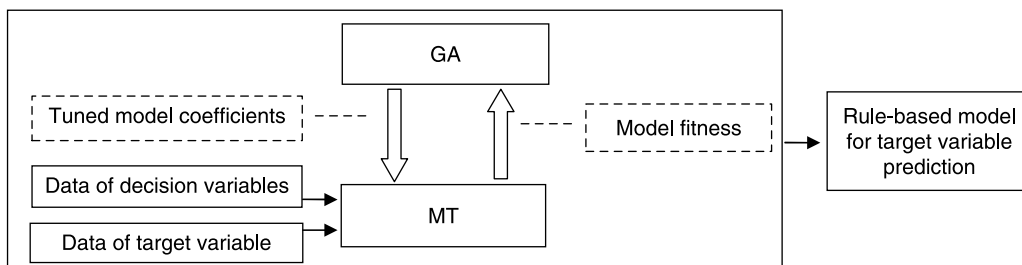 GA
Tuned model coefficients
Model fitness
Rule-based model
for target variable
prediction
Data of decision variables
MT
Data of target variable